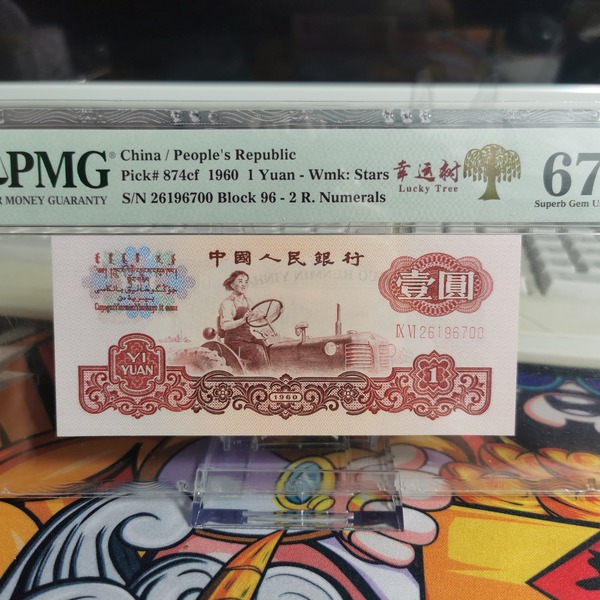 PMG
MONEY GUARANTY
China / People's Republic
Pick# 874cf 1960 1 Yuan - Wmk: Stars
S/N 26196700 Block 96 - 2 R. Numerals
幸运树
Lucky Tree
67
Superb Gem
中國人民銀行
壹圓
IX VI 26196700
YI
YUAN
1960
1